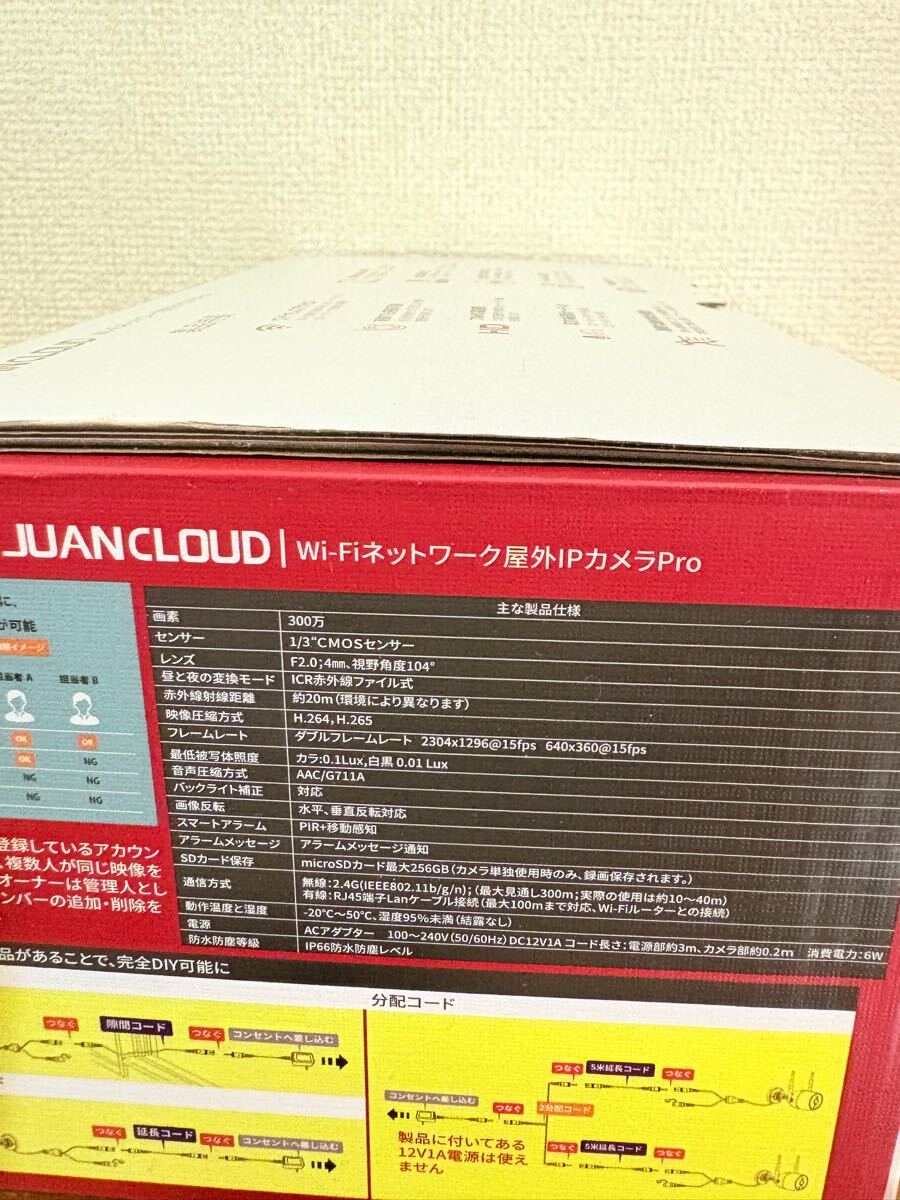 CLOUD
HD
JUAN CLOUD | Wi-Fiネットワーク屋外IPカメラPro
に、
が可能
イメージ
担当者 A 担当者 B
OK OK
OK NG
NG NG
NG NG
登録しているアカウン
、複数人が同じ映像を
オーナーは管理人とし
ンバーの追加・削除を
主な製品仕様
画素 300万
センサー 1/3“CMOSセンサー
レンズ F2.0;4㎜、視野角度104°
昼と夜の変換モード ICR赤外線ファイル式
赤外線射線距離 約20m（環境により異なります）
映像圧縮方式 H.264, H.265
フレームレート ダブルフレームレート 2304x1296@15fps 640x360@15fps
最低被写体照度 カラ:0.1Lux,白黒 0.01 Lux
音声圧縮方式 AAC/G711A
バックライト補正 対応
画像反転 水平、垂直反転対応
スマートアラーム PIR+移動感知
アラームメッセージ アラームメッセージ通知
SDカード保存 microSDカード最大256GB（カメラ単独使用時のみ、録画保存されます。）
通信方式 無線：2.4G(IEEE802.11b/g/n)；（最大見通し300m；実際の使用は約10～40m）
有線：RJ45端子Lanケーブル接続（最大100mまで対応、Wi-Fiルーターとの接続）
動作温度と湿度 -20℃～50℃、湿度95%未満（結露なし）
電源 ACアダプター 100～240V(50/60Hz) DC12V1A コード長さ：電源部約3m、カメラ部約0.2m 消費電力：6W
防水防塵等級 IP66防水防塵レベル
品があることで、完全DIY可能に
分配コード
つなぐ 隙間コード つなぐ コンセントへ差し込む
つなぐ 延長コード つなぐ コンセントへ差し込む
つなぐ 5米延長コード つなぐ
コンセントへ差し込む つなぐ 2分配コード
製品に付いてある
12V1A電源は使え
ません
つなぐ 5米延長コード つなぐ